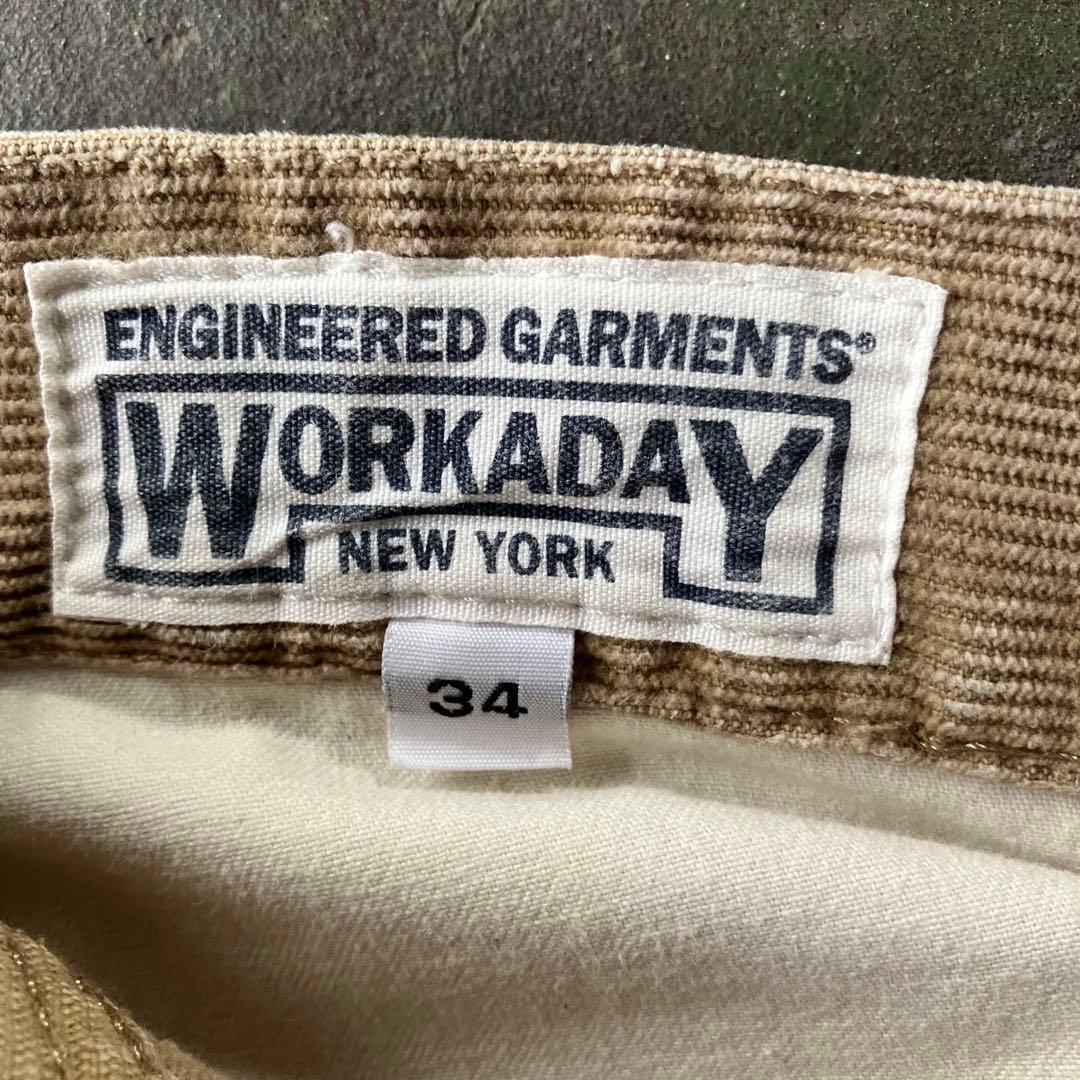 ENGINEERED GARMENTS®
WORKADAY
NEW YORK
34